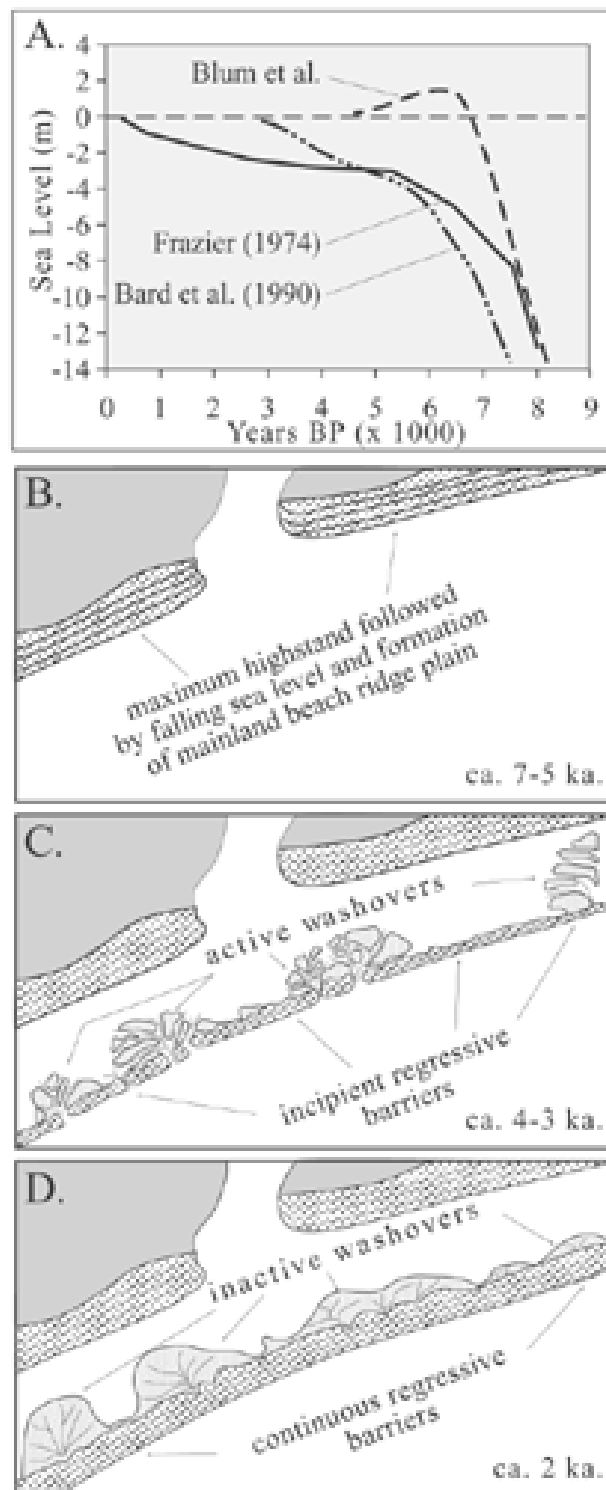 A.
4
2
0
-2
-4
-6
-8
-10
-12
-14
Sea Level (m)
Blum et al.
Frazier (1974)
Bard et al. (1990)
0 1 2 3 4 5 6 7 8 9
Years BP (x 1000)
B.
maximum highstand followed
by falling sea level and formation
of mainland beach ridge plain
ca. 7-5 ka.
C.
active washovers
incipient regressive
barriers
ca. 4-3 ka.
D.
inactive washovers
continuous regressive
barriers
ca. 2 ka.